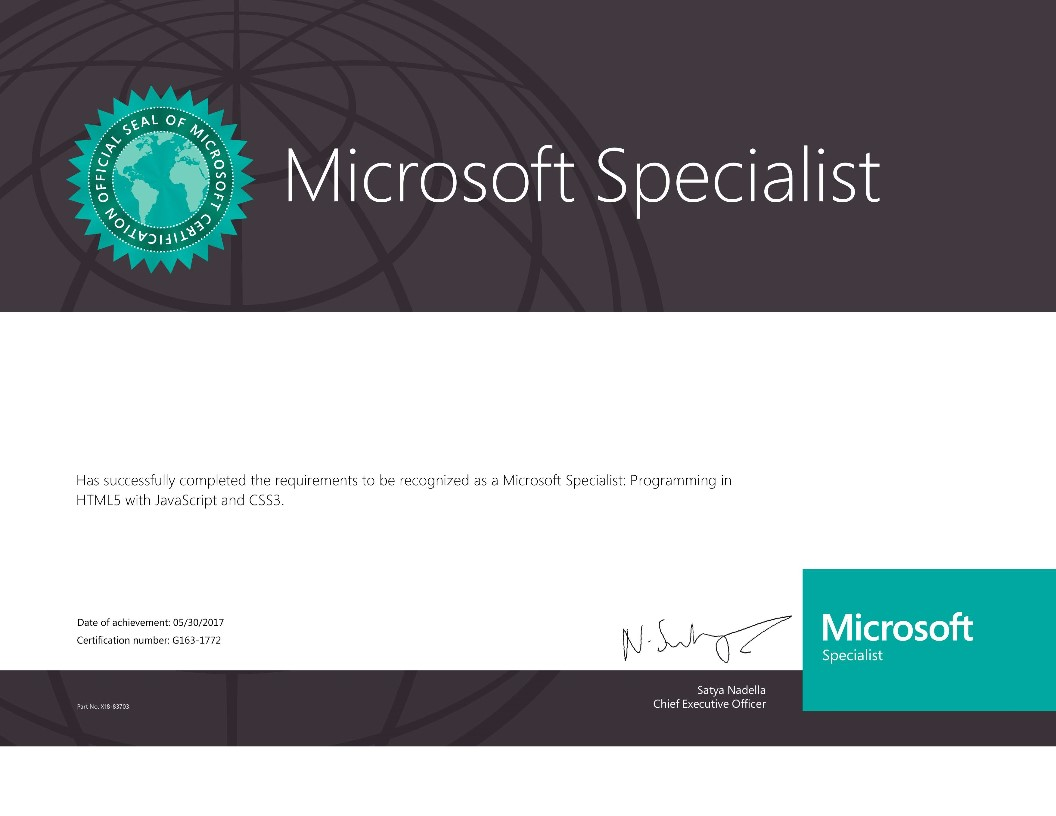 OFFICIAL SEAL OF MICROSOFT CERTIFICATION
Microsoft Specialist
Has successfully completed the requirements to be recognized as a Microsoft Specialist: Programming in
HTML5 with JavaScript and CSS3.
Date of achievement: 05/30/2017
Certification number: G163-1772
Microsoft
Specialist
Satya Nadella
Chief Executive Officer
Part No. X18-83703